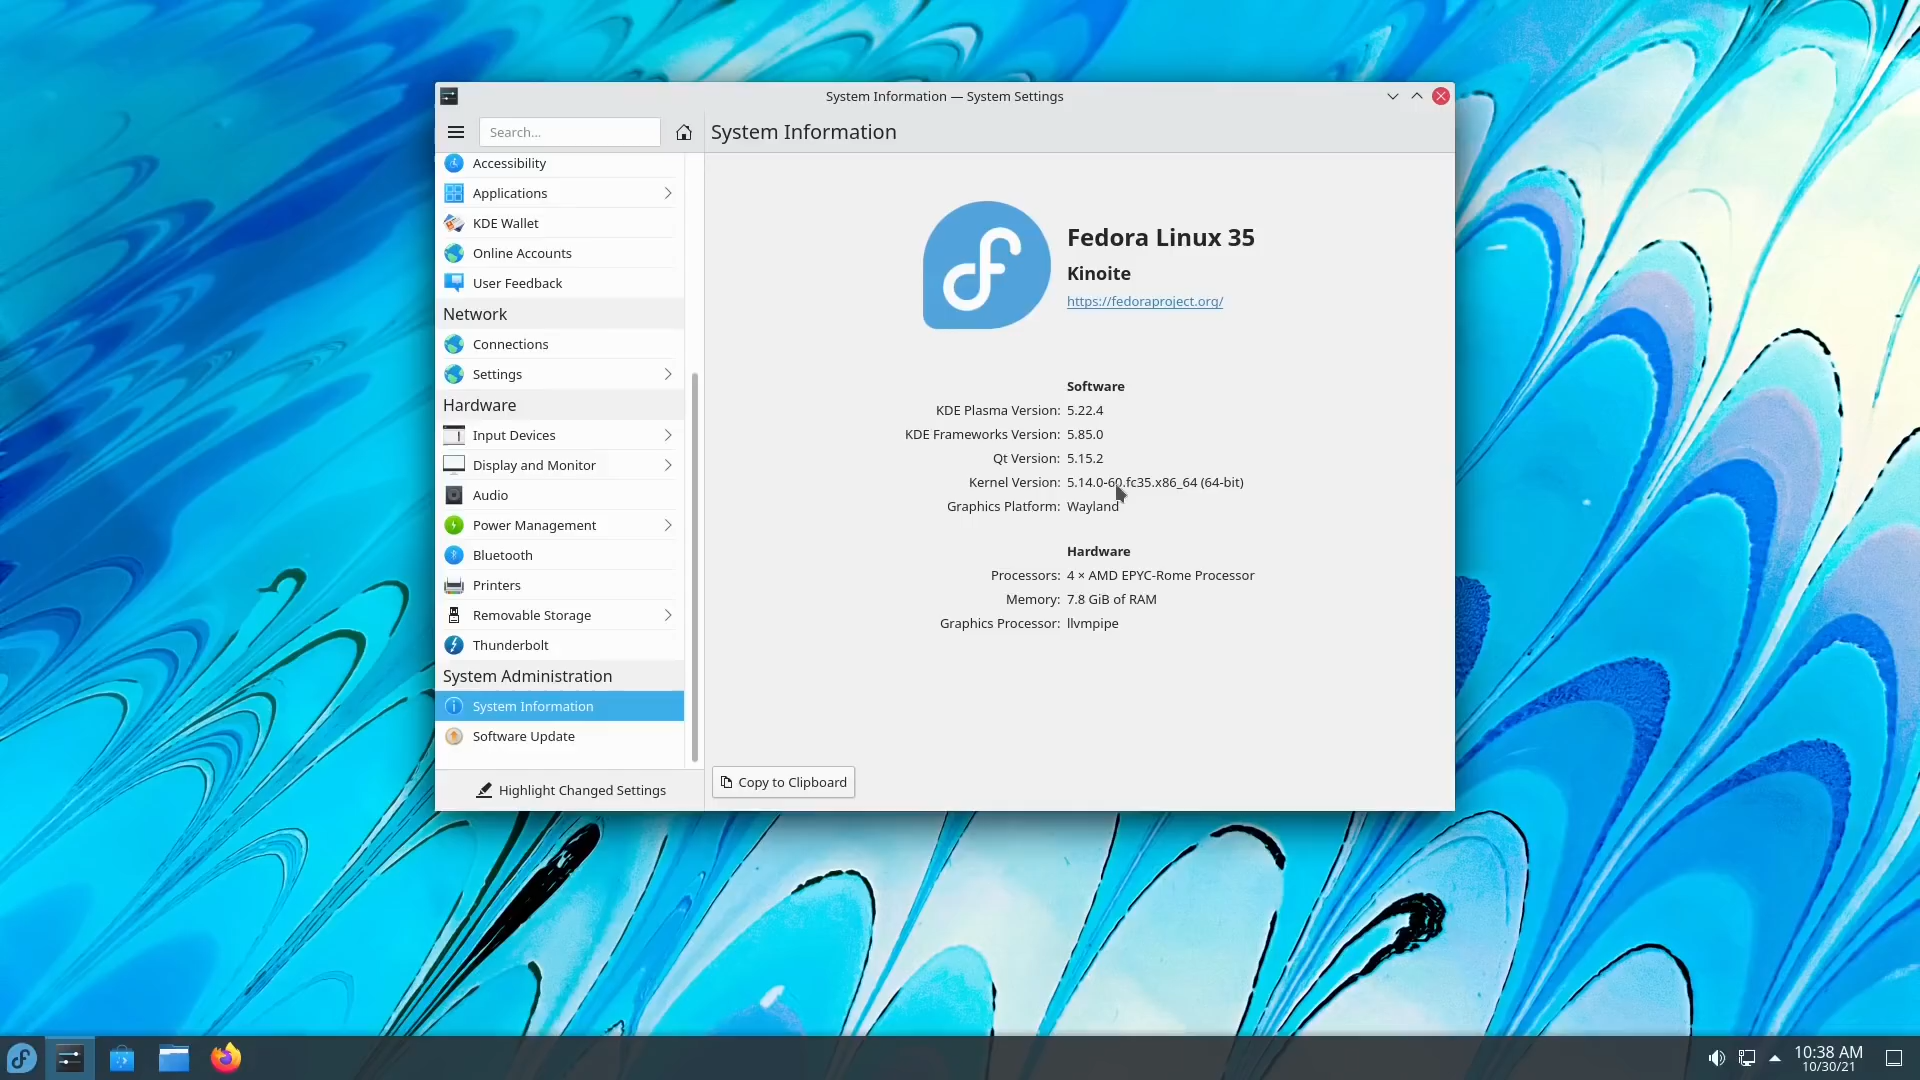 System Information — System Settings
Search...
System Information
Accessibility
Applications
KDE Wallet
Online Accounts
User Feedback
Network
Connections
Settings
Hardware
Input Devices
Display and Monitor
Audio
Power Management
Bluetooth
Printers
Removable Storage
Thunderbolt
System Administration
System Information
Software Update
Highlight Changed Settings
Fedora Linux 35
Kinoite
https://fedoraproject.org/
Software
KDE Plasma Version: 5.22.4
KDE Frameworks Version: 5.85.0
Qt Version: 5.15.2
Kernel Version: 5.14.0-60.fc35.x86_64 (64-bit)
Graphics Platform: Wayland
Hardware
Processors: 4 × AMD EPYC-Rome Processor
Memory: 7.8 GiB of RAM
Graphics Processor: llvmpipe
Copy to Clipboard
10:38 AM
10/30/21